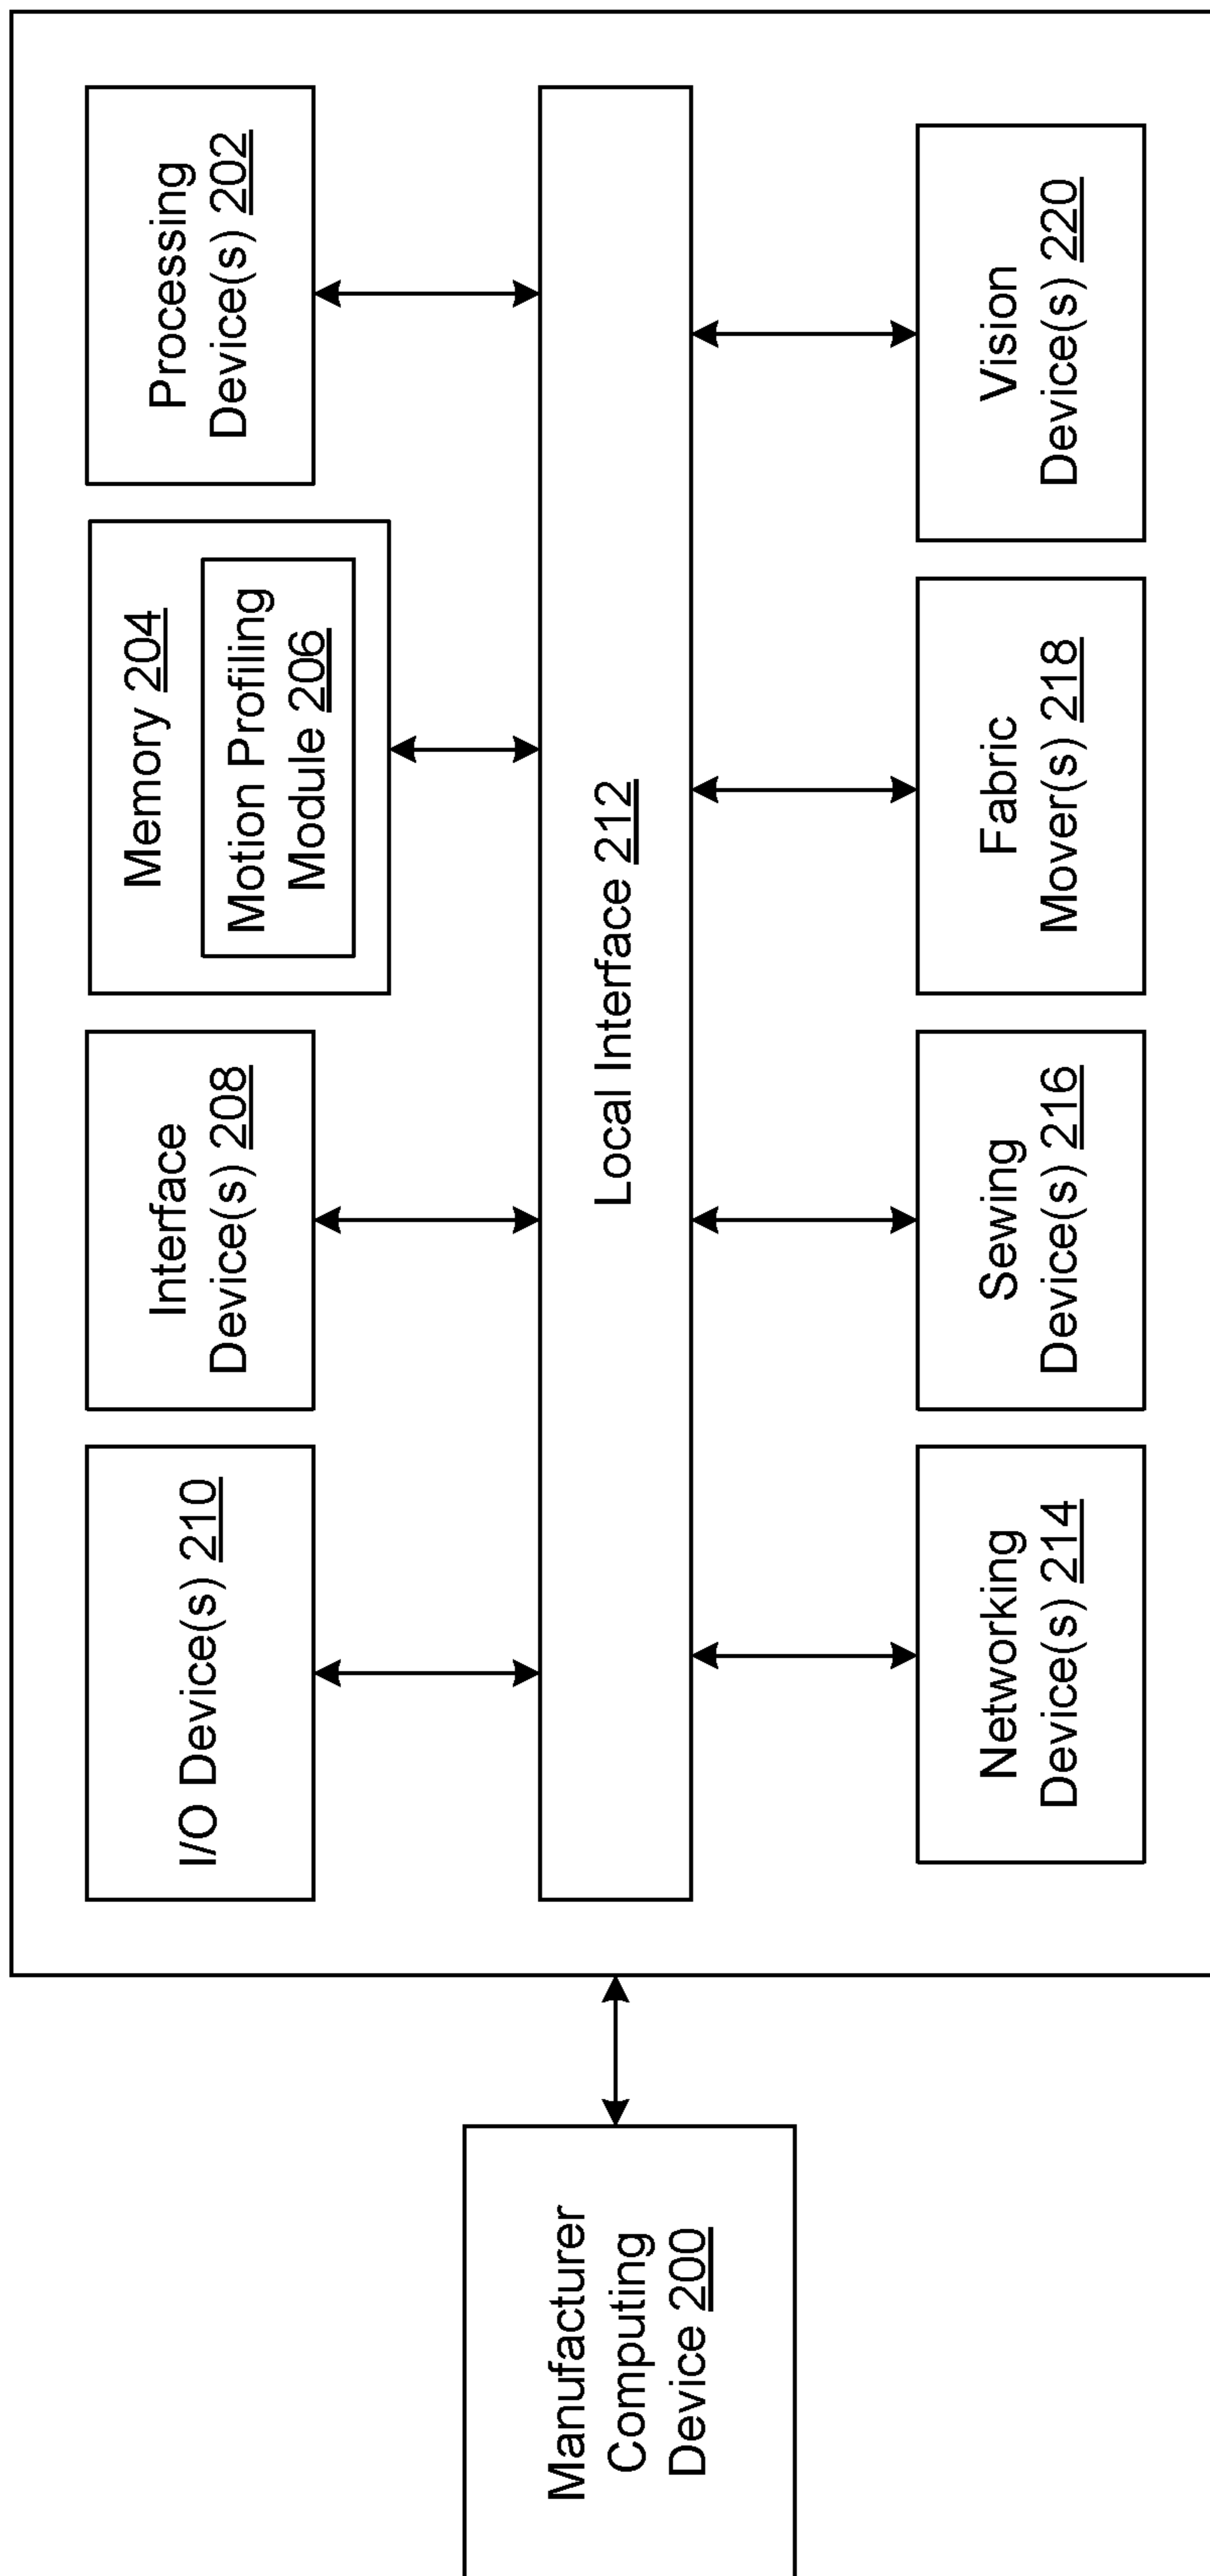 Manufacturer
Computing
Device 200
I/O Device(s) 210
Interface
Device(s) 208
Memory 204
Motion Profiling
Module 206
Processing
Device(s) 202
Local Interface 212
Networking
Device(s) 214
Sewing
Device(s) 216
Fabric
Mover(s) 218
Vision
Device(s) 220